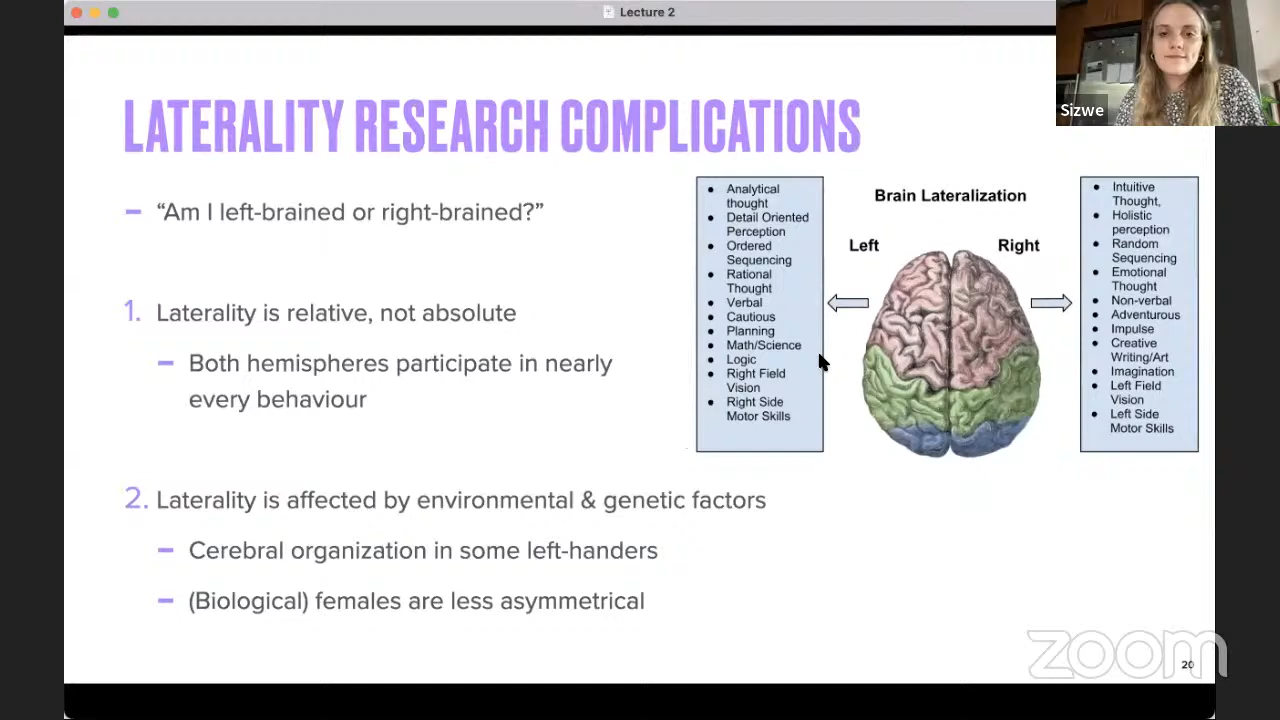 Lecture 2
Sizwe
LATERALITY RESEARCH COMPLICATIONS
– “Am I left-brained or right-brained?”
1. Laterality is relative, not absolute
– Both hemispheres participate in nearly
every behaviour
2. Laterality is affected by environmental & genetic factors
– Cerebral organization in some left-handers
– (Biological) females are less asymmetrical
● Analytical
thought
● Detail Oriented
Perception
● Ordered
Sequencing
● Rational
Thought
● Verbal
● Cautious
● Planning
● Math/Science
● Logic
● Right Field
Vision
● Right Side
Motor Skills
Brain Lateralization
Left
Right
● Intuitive
Thought,
● Holistic
perception
● Random
Sequencing
● Emotional
Thought
● Non-verbal
● Adventurous
● Impulse
● Creative
Writing/Art
● Imagination
● Left Field
Vision
● Left Side
Motor Skills
zoom
20